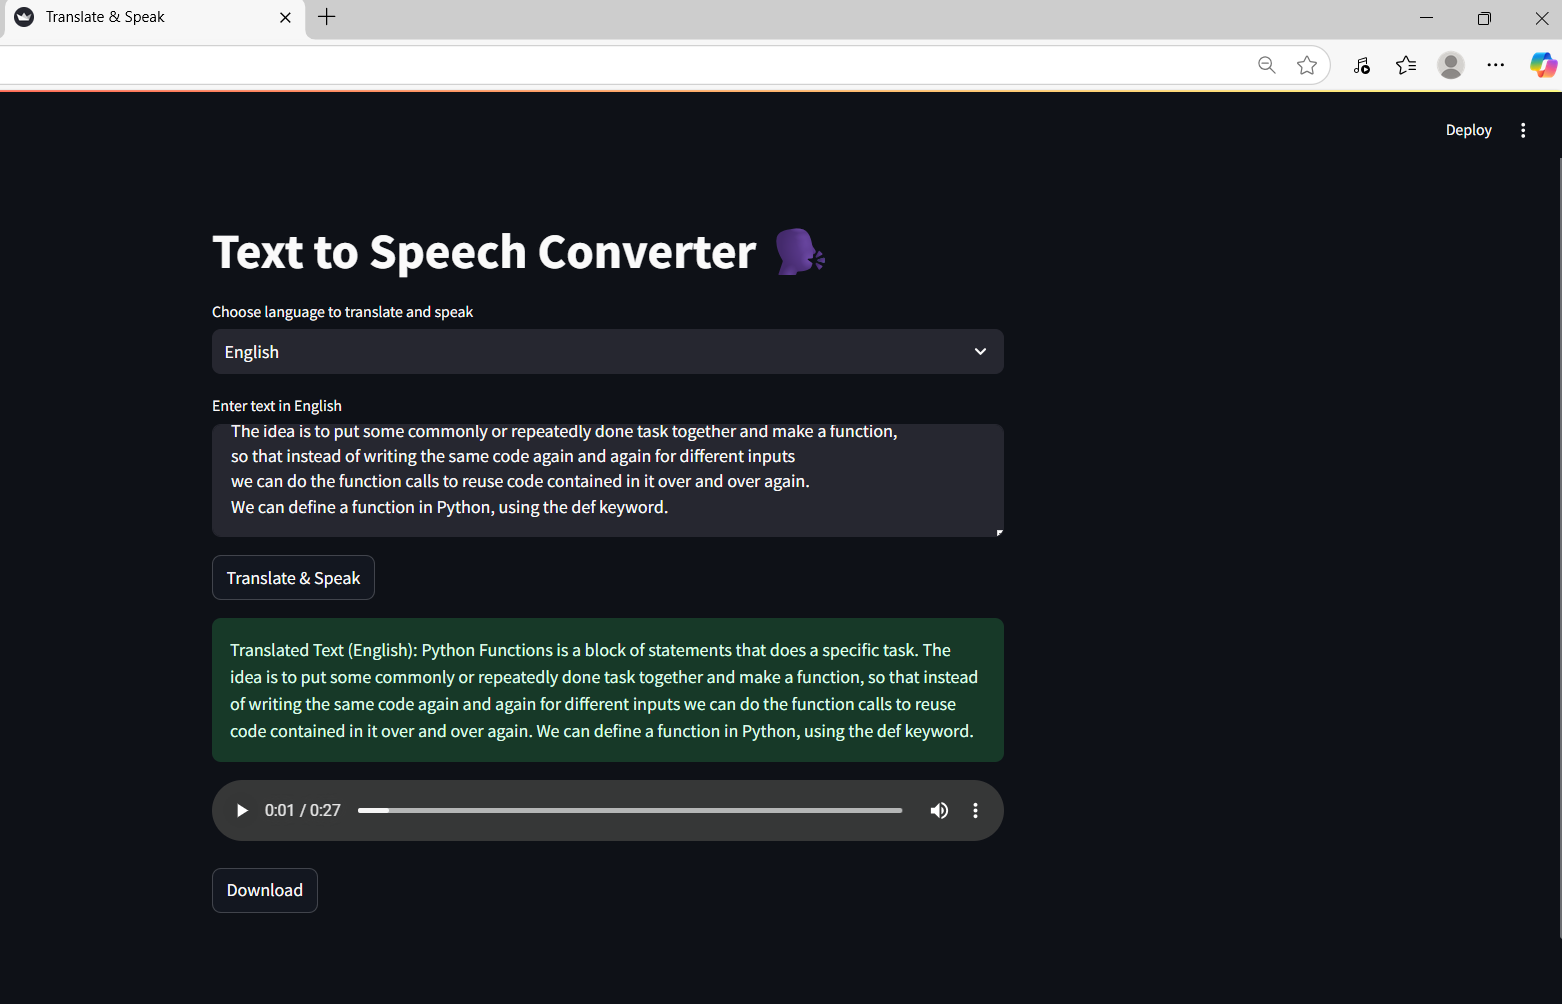 Translate & Speak
Deploy
Text to Speech Converter
Choose language to translate and speak
English
Enter text in English
The idea is to put some commonly or repeatedly done task together and make a function,
so that instead of writing the same code again and again for different inputs
we can do the function calls to reuse code contained in it over and over again.
We can define a function in Python, using the def keyword.
Translate & Speak
Translated Text (English): Python Functions is a block of statements that does a specific task. The
idea is to put some commonly or repeatedly done task together and make a function, so that instead
of writing the same code again and again for different inputs we can do the function calls to reuse
code contained in it over and over again. We can define a function in Python, using the def keyword.
0:01 / 0:27
Download